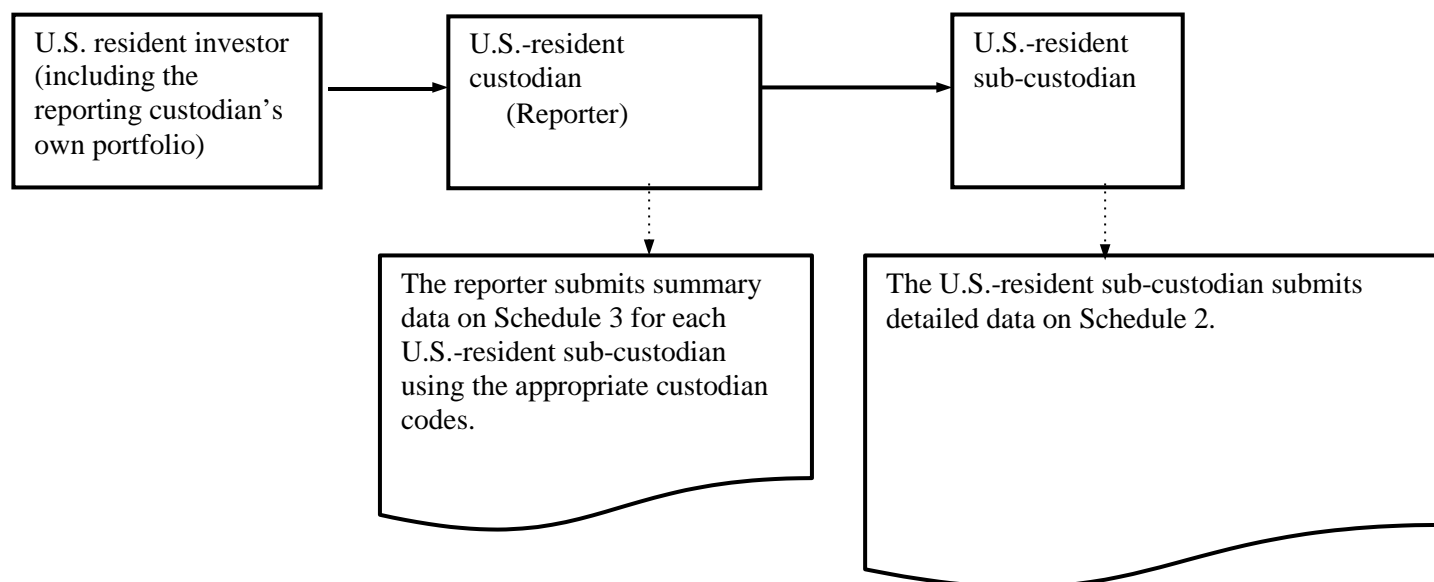 U.S. resident investor
(including the
reporting custodian's
own portfolio)
U.S.-resident
custodian
(Reporter)
U.S.-resident
sub-custodian
The reporter submits summary
data on Schedule 3 for each
U.S.-resident sub-custodian
using the appropriate custodian
codes.
The U.S.-resident sub-custodian submits
detailed data on Schedule 2.